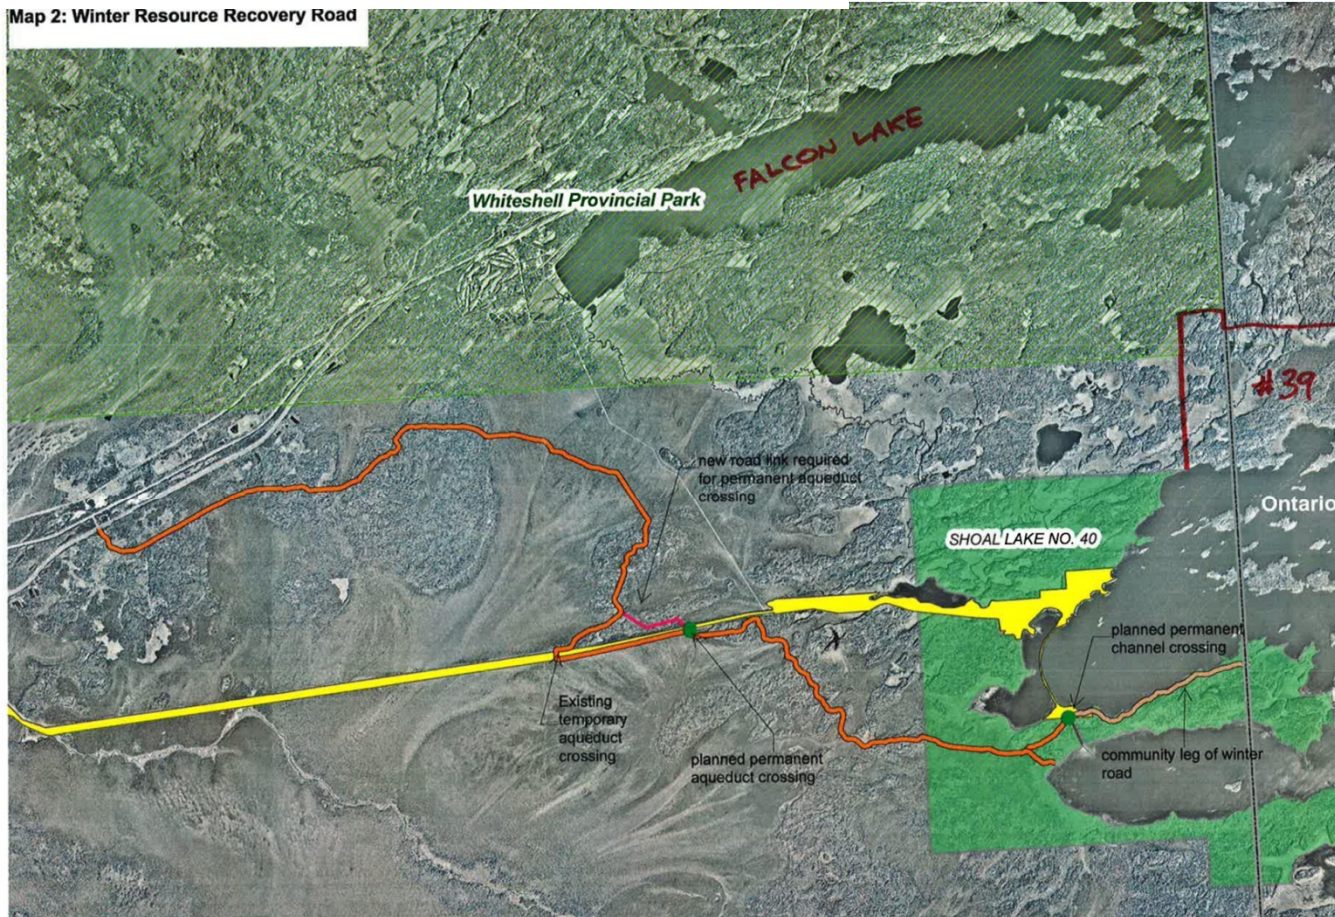 Map 2: Winter Resource Recovery Road
FALCON LAKE
Whiteshell Provincial Park
#39
new road link required
for permanent aqueduct
crossing
Ontario
SHOAL LAKE NO. 40
planned permanent
channel crossing
Existing
temporary
aqueduct
crossing
planned permanent
aqueduct crossing
community leg of winter
road